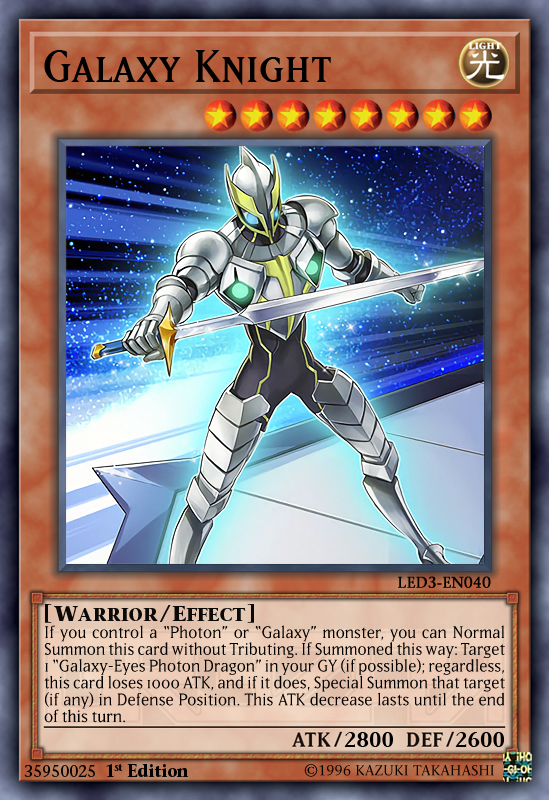 GALAXY KNIGHT
LIGHT
光
LED3-EN040
[WARRIOR/EFFECT]
If you control a "Photon" or "Galaxy" monster, you can Normal
Summon this card without Tributing. If Summoned this way: Target
1 "Galaxy-Eyes Photon Dragon" in your GY (if possible); regardless,
this card loses 1000 ATK, and if it does, Special Summon that target
(if any) in Defense Position. This ATK decrease lasts until the end
of this turn.
ATK/2800 DEF/2600
35950025 1st Edition ©1996 KAZUKI TAKAHASHI